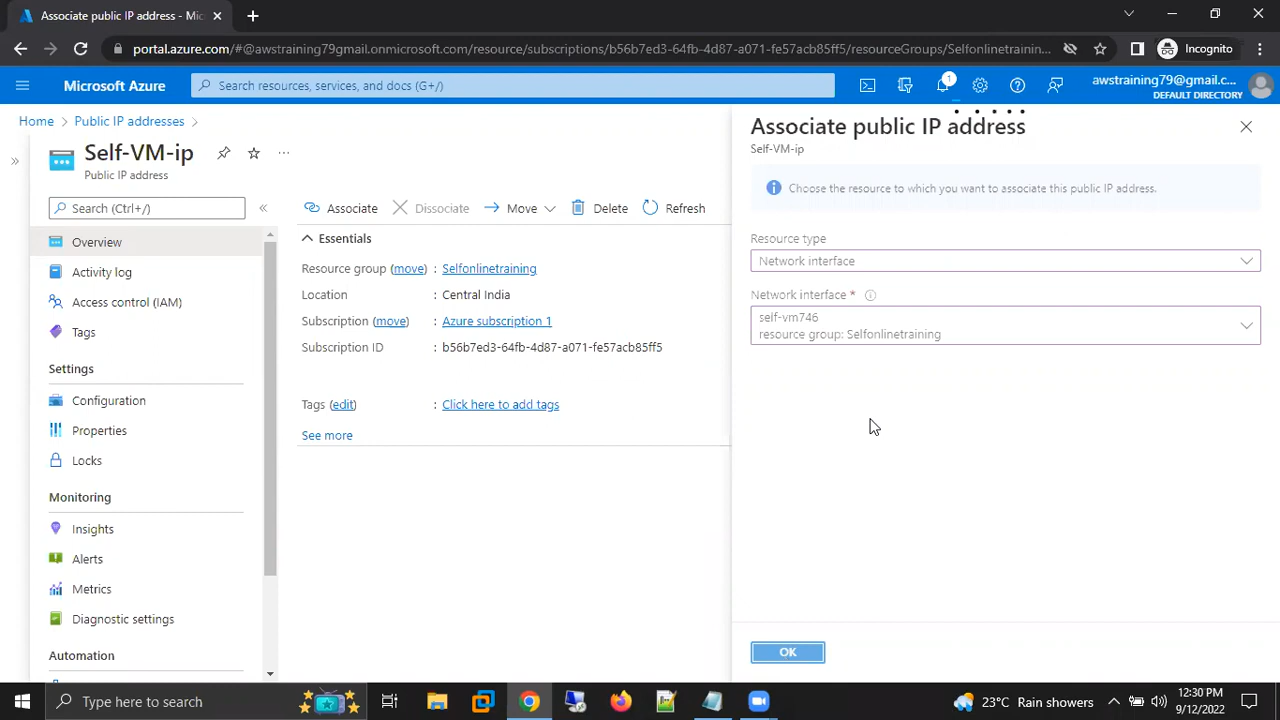 Associate public IP address - Mic
portal.azure.com/#@awstraining79gmail.onmicrosoft.com/resource/subscriptions/b56b7ed3-64fb-4d87-a071-fe57acb85ff5/resourceGroups/Selfonlinetrainin...
Incognito
Microsoft Azure
Search resources, services, and docs (G+/)
1
awstraining79@gmail.c...
DEFAULT DIRECTORY
Home > Public IP addresses >
Self-VM-ip
Public IP address
Search (Ctrl+/)
Overview
Activity log
Access control (IAM)
Tags
Settings
Configuration
Properties
Locks
Monitoring
Insights
Alerts
Metrics
Diagnostic settings
Automation
Associate
Dissociate
Move
Delete
Refresh
Essentials
Resource group (move) : Selfonlinetraining
Location : Central India
Subscription (move) : Azure subscription 1
Subscription ID : b56b7ed3-64fb-4d87-a071-fe57acb85ff5
Tags (edit) : Click here to add tags
See more
Associate public IP address
Self-VM-ip
Choose the resource to which you want to associate this public IP address.
Resource type
Network interface
Network interface *
self-vm746
resource group: Selfonlinetraining
OK
Type here to search
23°C Rain showers
12:30 PM
9/12/2022